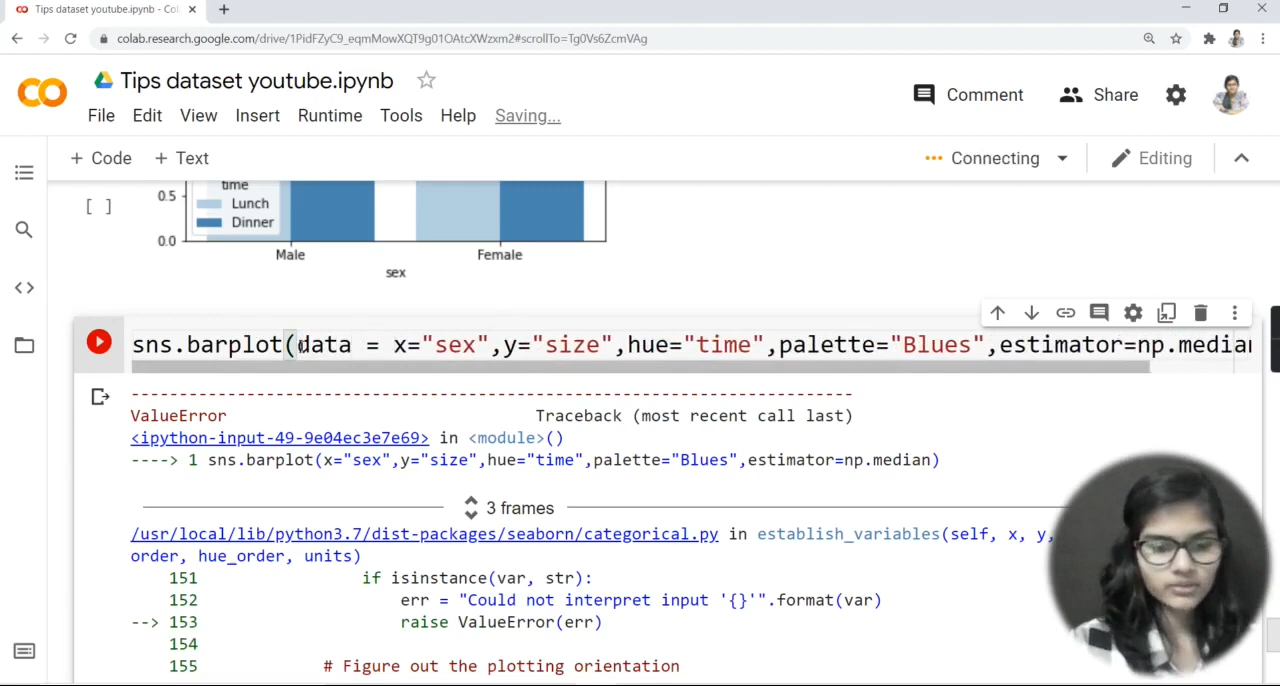 Tips dataset youtube.ipynb - Col
colab.research.google.com/drive/1PidFZyC9_eqmMowXQT9g01OAtcXWzxm2#scrollTo=Tg0Vs6ZcmVAg
Tips dataset youtube.ipynb
Comment Share
File Edit View Insert Runtime Tools Help Saving...
+ Code + Text Connecting Editing
time
0.5
[ ]
Lunch
Dinner
0.0
Male Female
sex
sns.barplot(data = x="sex",y="size",hue="time",palette="Blues",estimator=np.median
---------------------------------------------------------------------------
ValueError Traceback (most recent call last)
<ipython-input-49-9e04ec3e7e69> in <module>()
----> 1 sns.barplot(x="sex",y="size",hue="time",palette="Blues",estimator=np.median)
3 frames
/usr/local/lib/python3.7/dist-packages/seaborn/categorical.py in establish_variables(self, x, y,
order, hue_order, units)
151 if isinstance(var, str):
152 err = "Could not interpret input '{}'".format(var)
--> 153 raise ValueError(err)
154
155 # Figure out the plotting orientation